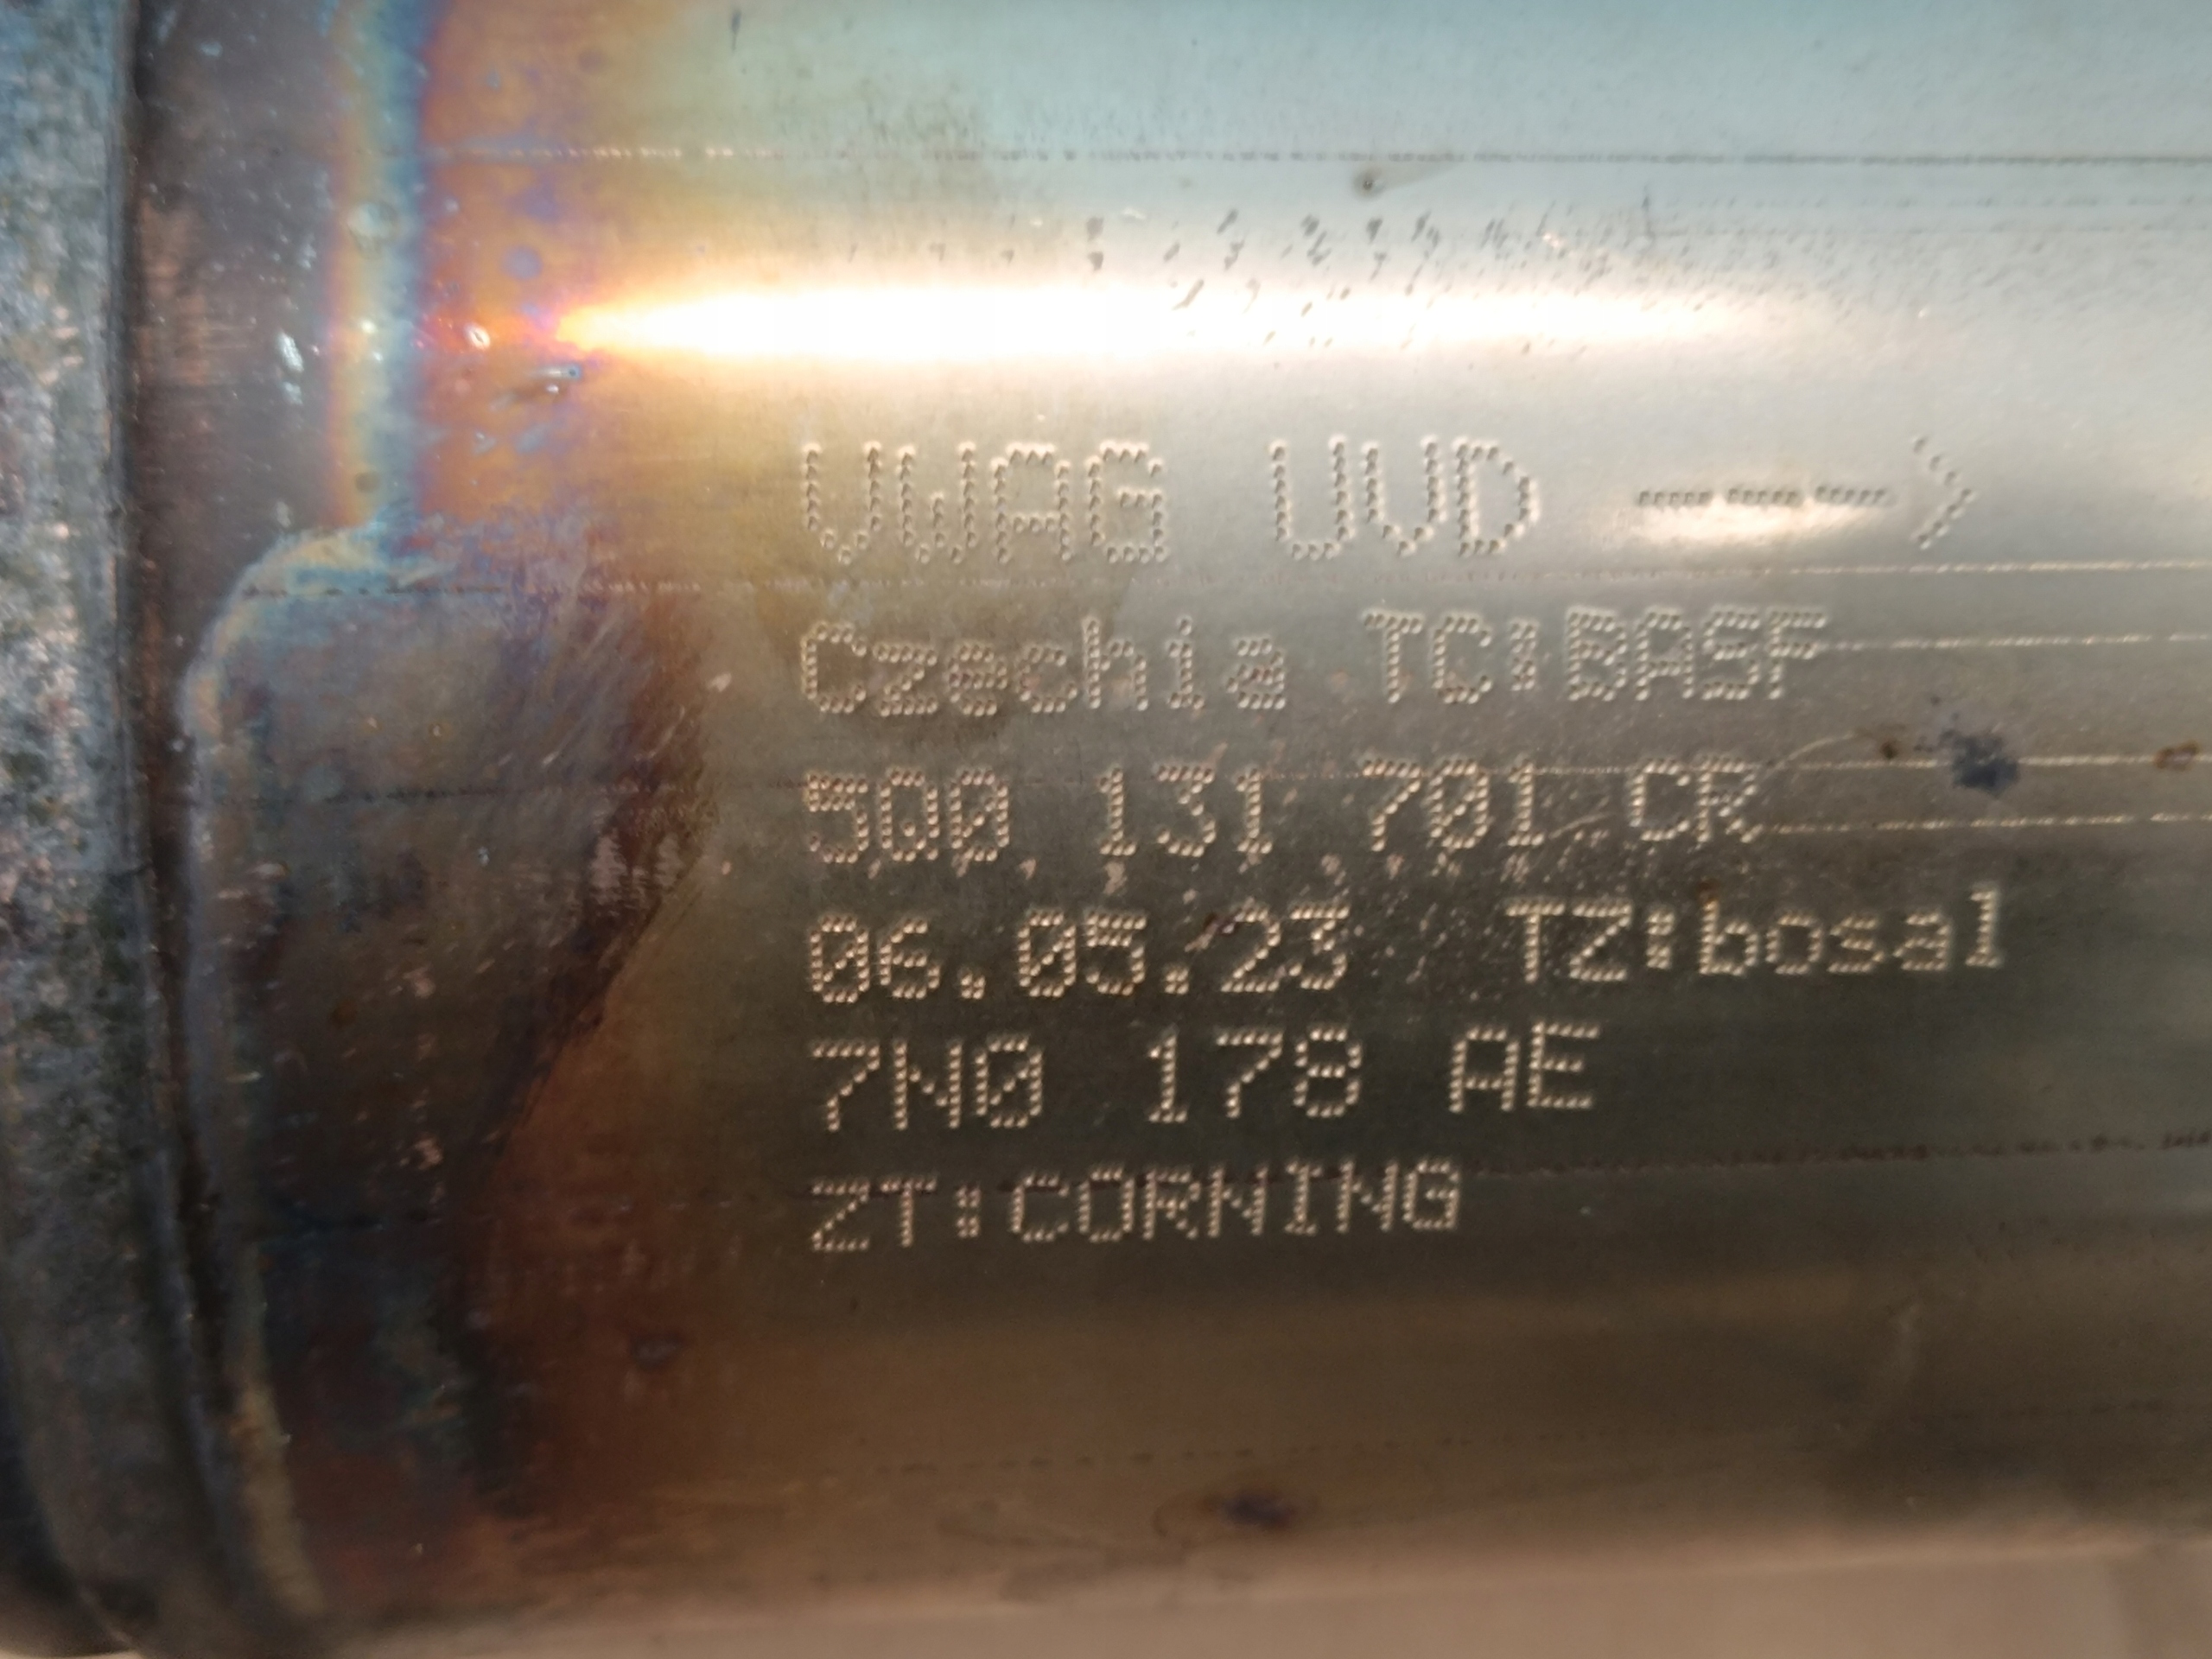 VWAG UVD --->
Czechia TC:BASF
5Q0 131 701 CR
06.05.23 TZ:bosal
7N0 178 AE
ZT:CORNING